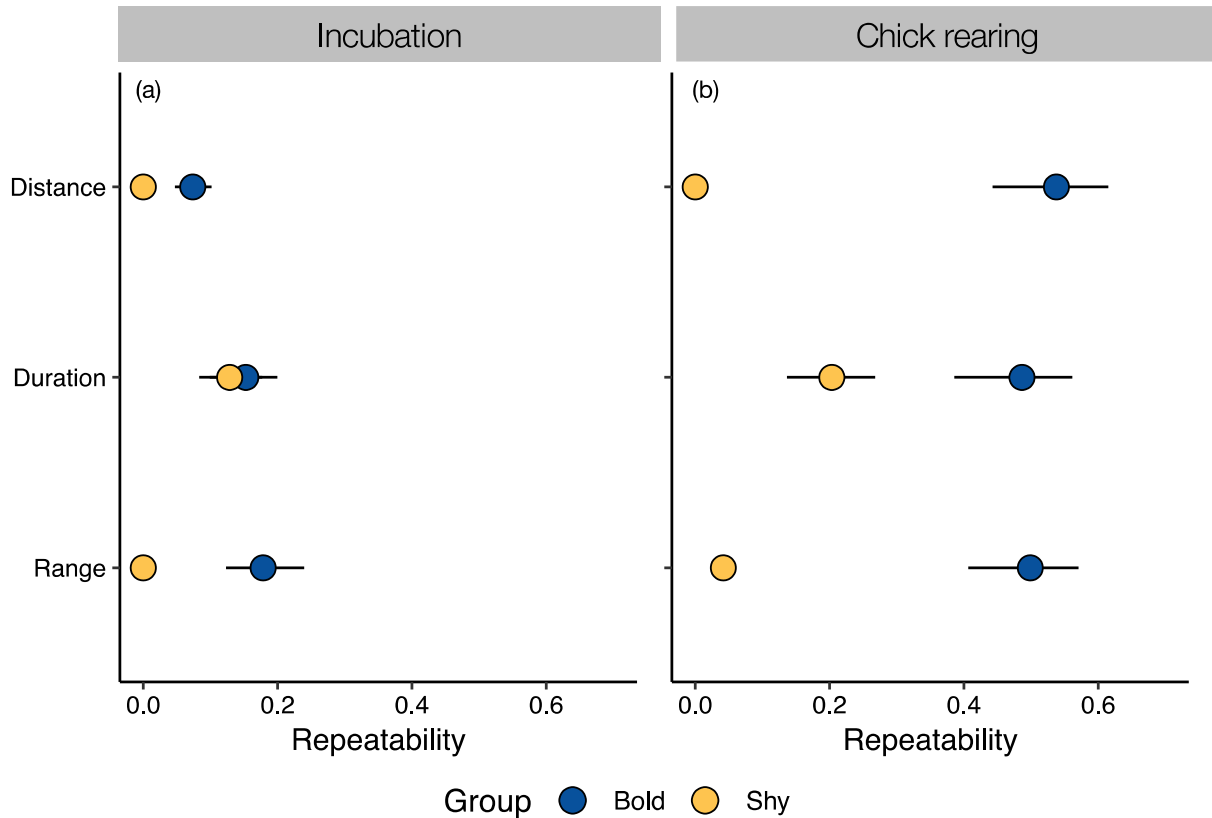 Incubation
Chick rearing
(a)
(b)
Distance
Duration
Range
0.0 0.2 0.4 0.6
0.0 0.2 0.4 0.6
Repeatability
Repeatability
Group Bold Shy